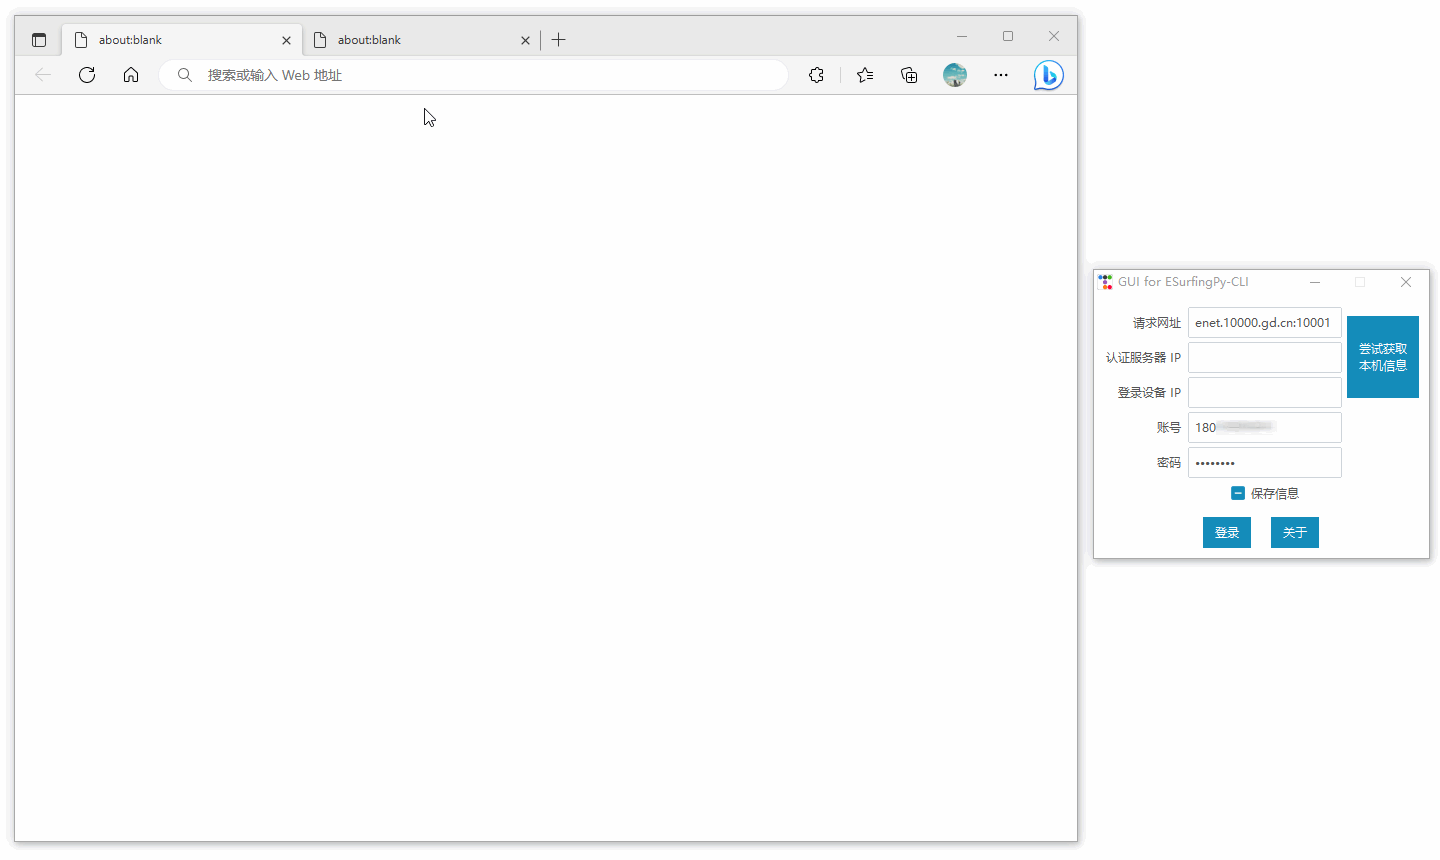 about:blank
about:blank
搜索或输入 Web 地址
GUI for ESurfingPy-CLI
请求网址
enet.10000.gd.cn:10001
尝试获取
本机信息
认证服务器 IP
登录设备 IP
账号
180
密码
••••••••
保存信息
登录
关于